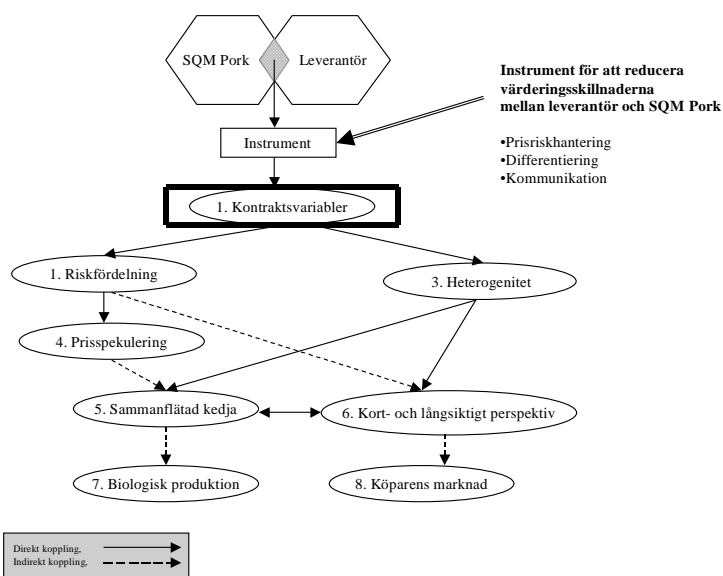 SQM Pork
Leverantör
Instrument för att reducera
värderingsskillnaderna
mellan leverantör och SQM Pork
•Prisriskhantering
•Differentiering
•Kommunikation
Instrument
1. Kontraktsvariabler
1. Riskfördelning
3. Heterogenitet
4. Prisspekulering
5. Sammanflätad kedja
6. Kort- och långsiktigt perspektiv
7. Biologisk produktion
8. Köparens marknad
Direkt koppling,
Indirekt koppling,